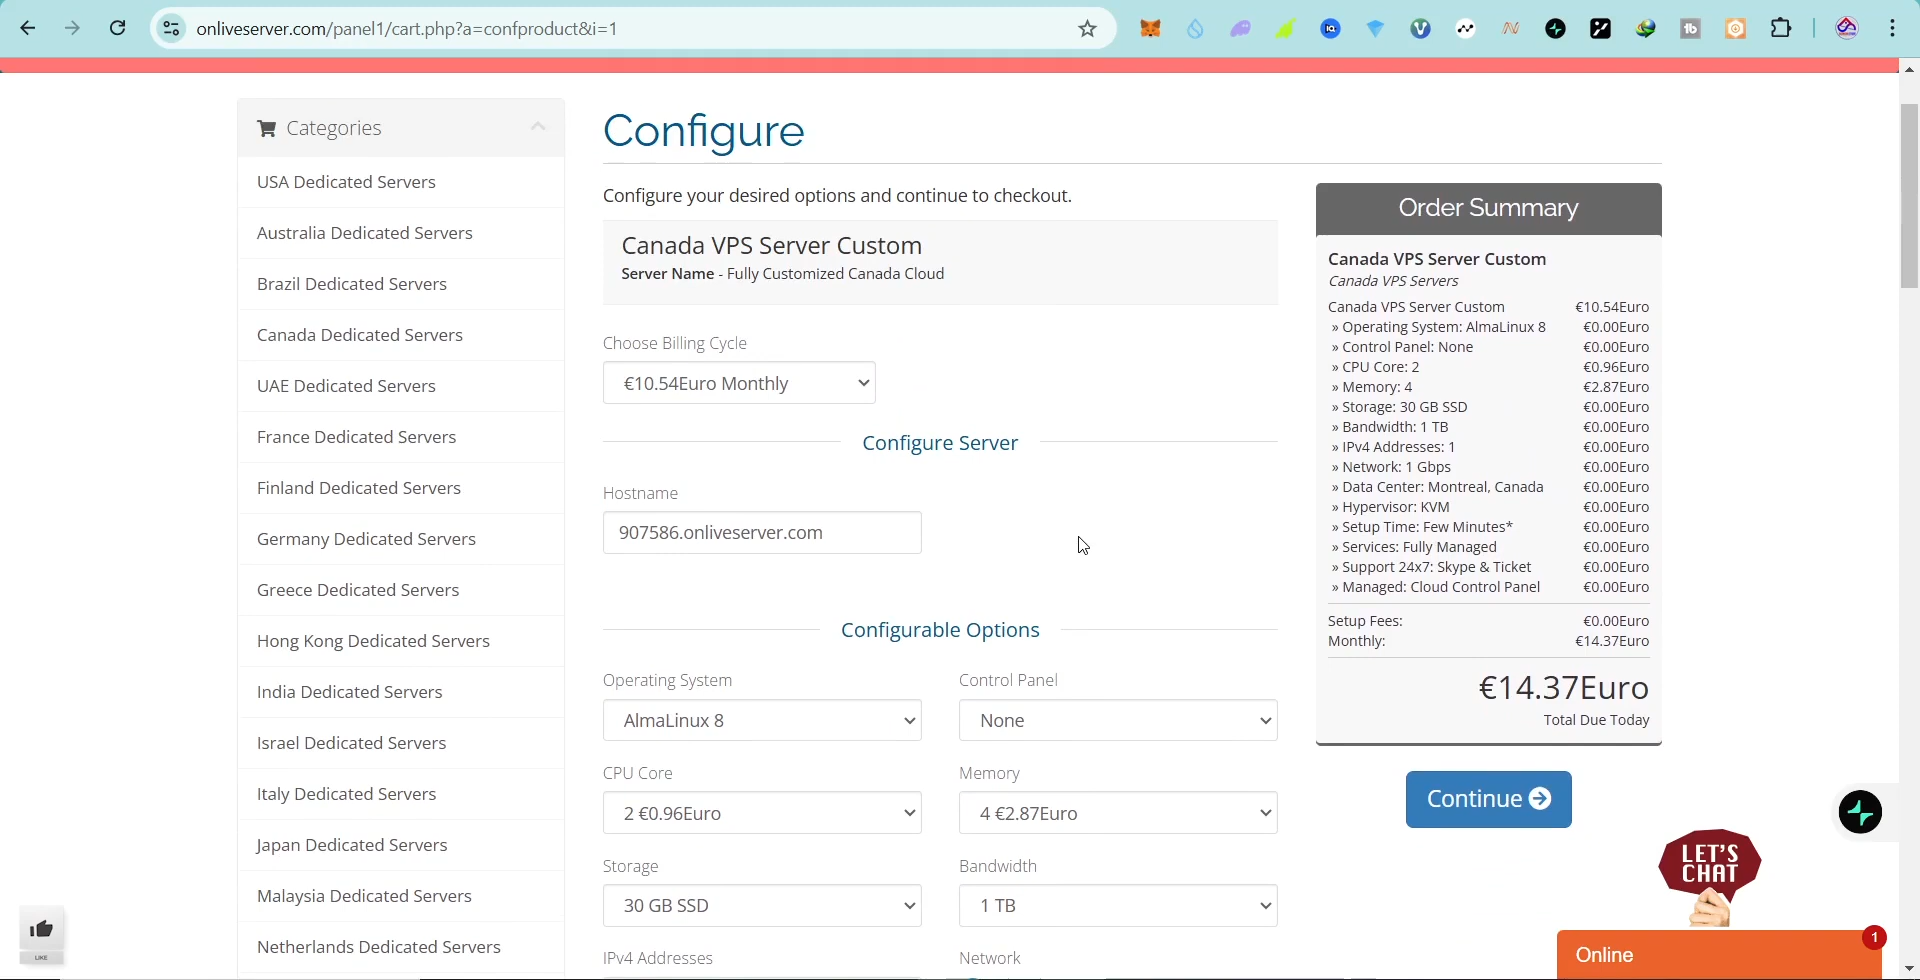 onliveserver.com/panel1/cart.php?a=confproduct&i=1
Categories
USA Dedicated Servers
Australia Dedicated Servers
Brazil Dedicated Servers
Canada Dedicated Servers
UAE Dedicated Servers
France Dedicated Servers
Finland Dedicated Servers
Germany Dedicated Servers
Greece Dedicated Servers
Hong Kong Dedicated Servers
India Dedicated Servers
Israel Dedicated Servers
Italy Dedicated Servers
Japan Dedicated Servers
Malaysia Dedicated Servers
Netherlands Dedicated Servers
LIKE
Configure
Configure your desired options and continue to checkout.
Canada VPS Server Custom
Server Name - Fully Customized Canada Cloud
Choose Billing Cycle
€10.54Euro Monthly
Configure Server
Hostname
907586.onliveserver.com
Configurable Options
Operating System
AlmaLinux 8
Control Panel
None
CPU Core
2 €0.96Euro
Memory
4 €2.87Euro
Storage
30 GB SSD
Bandwidth
1 TB
IPv4 Addresses
Network
Order Summary
Canada VPS Server Custom
Canada VPS Servers
Canada VPS Server Custom €10.54Euro
» Operating System: AlmaLinux 8 €0.00Euro
» Control Panel: None €0.00Euro
» CPU Core: 2 €0.96Euro
» Memory: 4 €2.87Euro
» Storage: 30 GB SSD €0.00Euro
» Bandwidth: 1 TB €0.00Euro
» IPv4 Addresses: 1 €0.00Euro
» Network: 1 Gbps €0.00Euro
» Data Center: Montreal, Canada €0.00Euro
» Hypervisor: KVM €0.00Euro
» Setup Time: Few Minutes* €0.00Euro
» Services: Fully Managed €0.00Euro
» Support 24x7: Skype & Ticket €0.00Euro
» Managed: Cloud Control Panel €0.00Euro
Setup Fees: €0.00Euro
Monthly: €14.37Euro
€14.37Euro
Total Due Today
Continue
LET'S
CHAT
Online
1